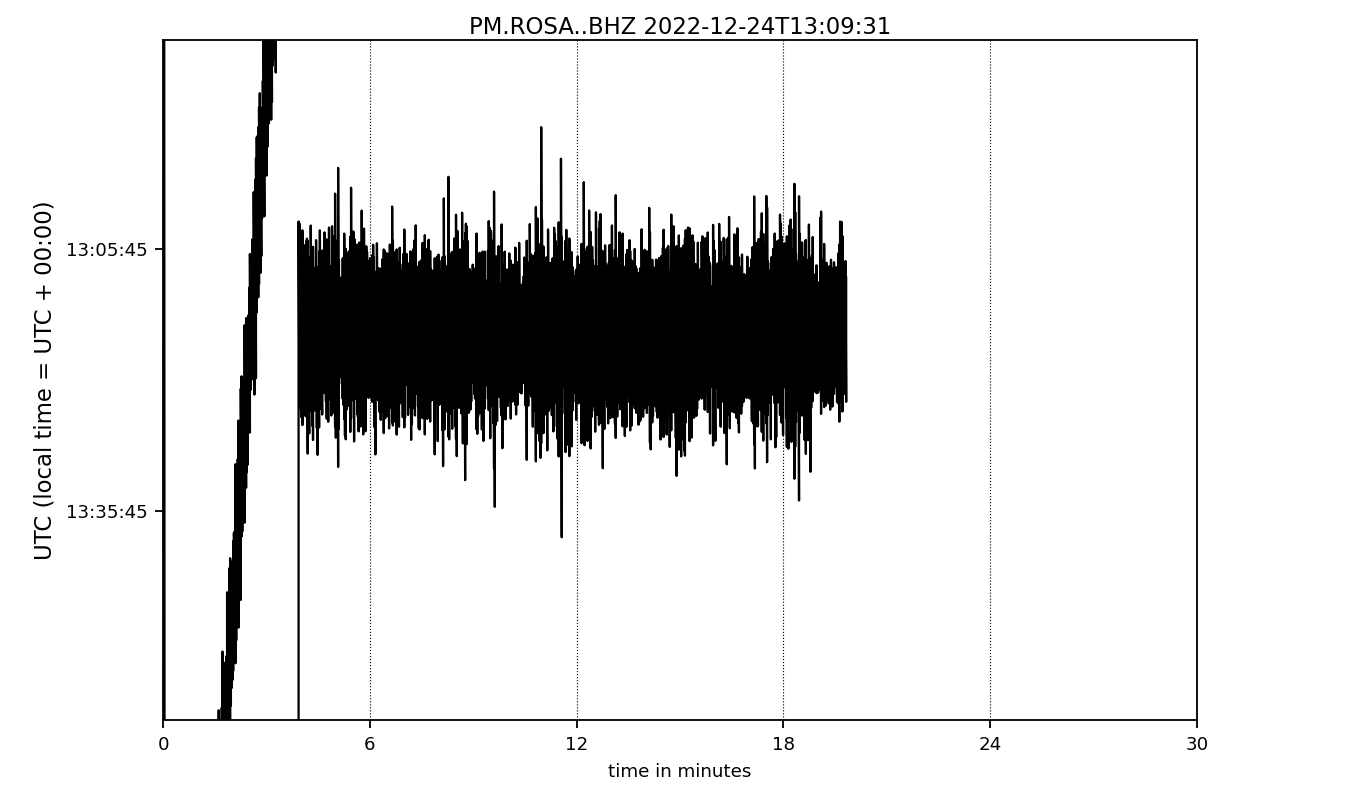 PM.ROSA..BHZ 2022-12-24T13:09:31
UTC (local time = UTC + 00:00)
13:05:45
13:35:45
0 6 12 18 24 30
time in minutes